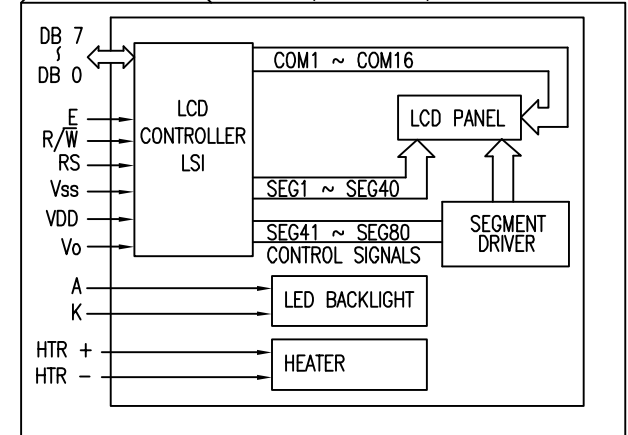 DB 7
~
DB 0
E
R/W̅
RS
Vss
VDD
Vo
A
K
HTR +
HTR -
LCD
CONTROLLER
LSI
COM1 ~ COM16
LCD PANEL
SEG1 ~ SEG40
SEG41 ~ SEG80
CONTROL SIGNALS
SEGMENT
DRIVER
LED BACKLIGHT
HEATER